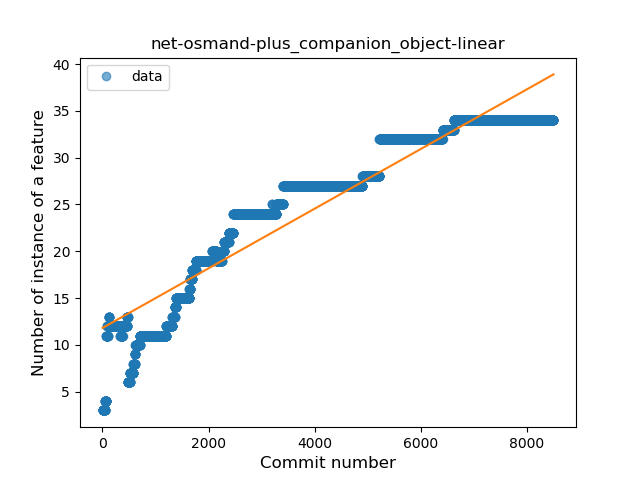 net-osmand-plus_companion_object-linear
data
Number of instance of a feature
40
35
30
25
20
15
10
5
0 2000 4000 6000 8000
Commit number